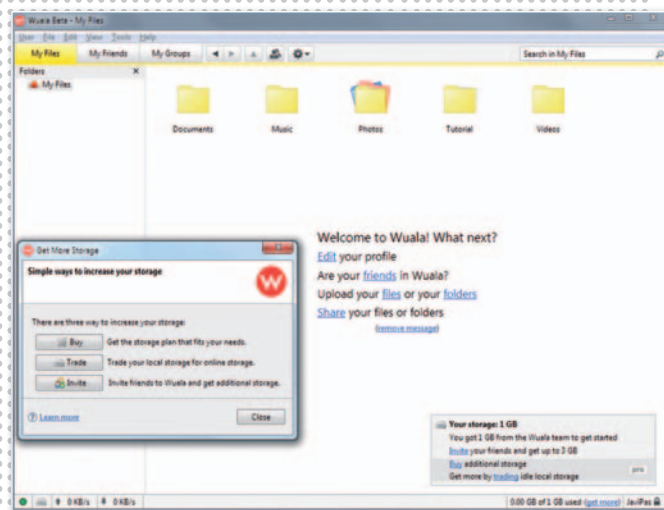 Wuala Beta - My Files
User File Edit View Tools Help
My Files My Friends My Groups Search in My Files
Folders X
My Files
Documents Music Photos Tutorial Videos
Welcome to Wuala! What next?
Edit your profile
Are your friends in Wuala?
Upload your files or your folders
Share your files or folders
(remove message)
Get More Storage
Simple ways to increase your storage
W
There are three way to increase your storage:
Buy Get the storage plan that fits your needs.
Trade Trade your local storage for online storage.
Invite Invite friends to Wuala and get additional storage.
? Learn more Close
Your storage: 1 GB
You got 1 GB from the Wuala team to get started
Invite your friends and get up to 3 GB
Buy additional storage pro
Get more by trading idle local storage
0 KB/s 0 KB/s 0.00 GB of 1 GB used (get more) JaviPas